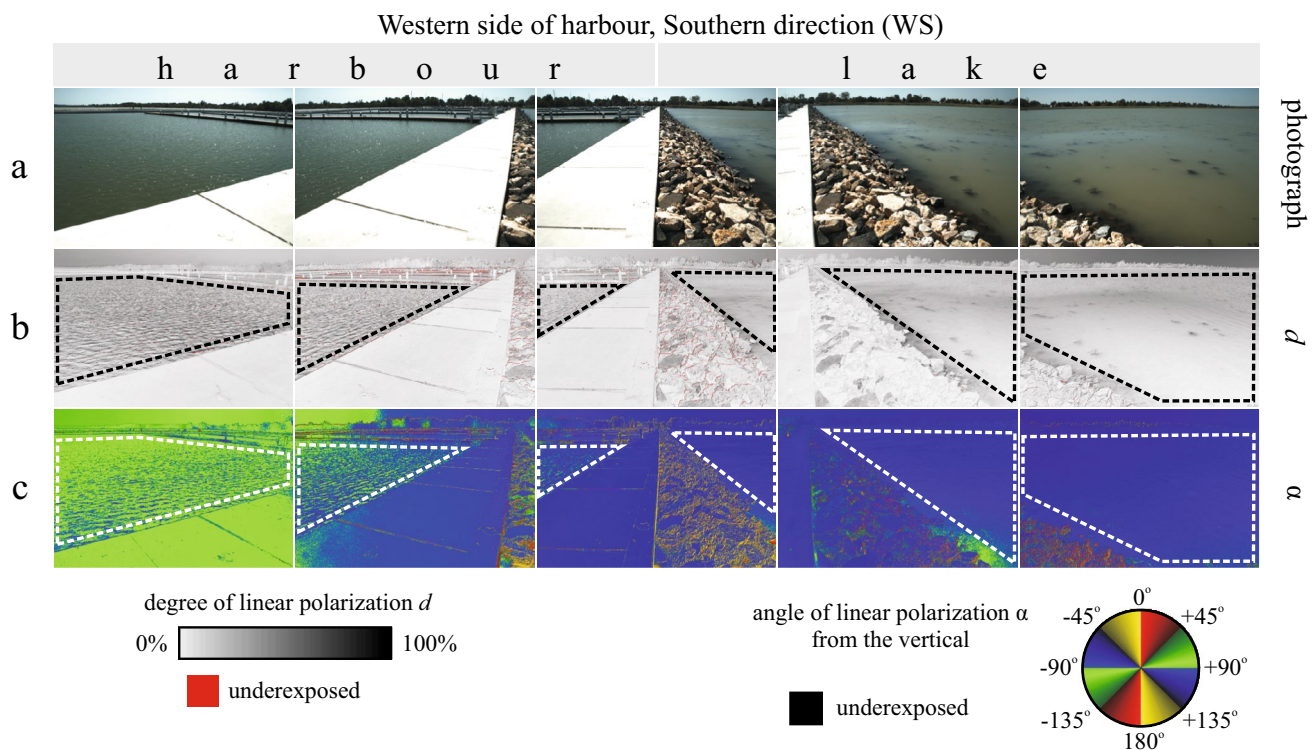 Western side of harbour, Southern direction (WS)
h a r b o u r
l a k e
a
photograph
b
d
c
α
degree of linear polarization d
0%
100%
underexposed
angle of linear polarization α
from the vertical
underexposed
0°
-45°
+45°
-90°
+90°
-135°
+135°
180°